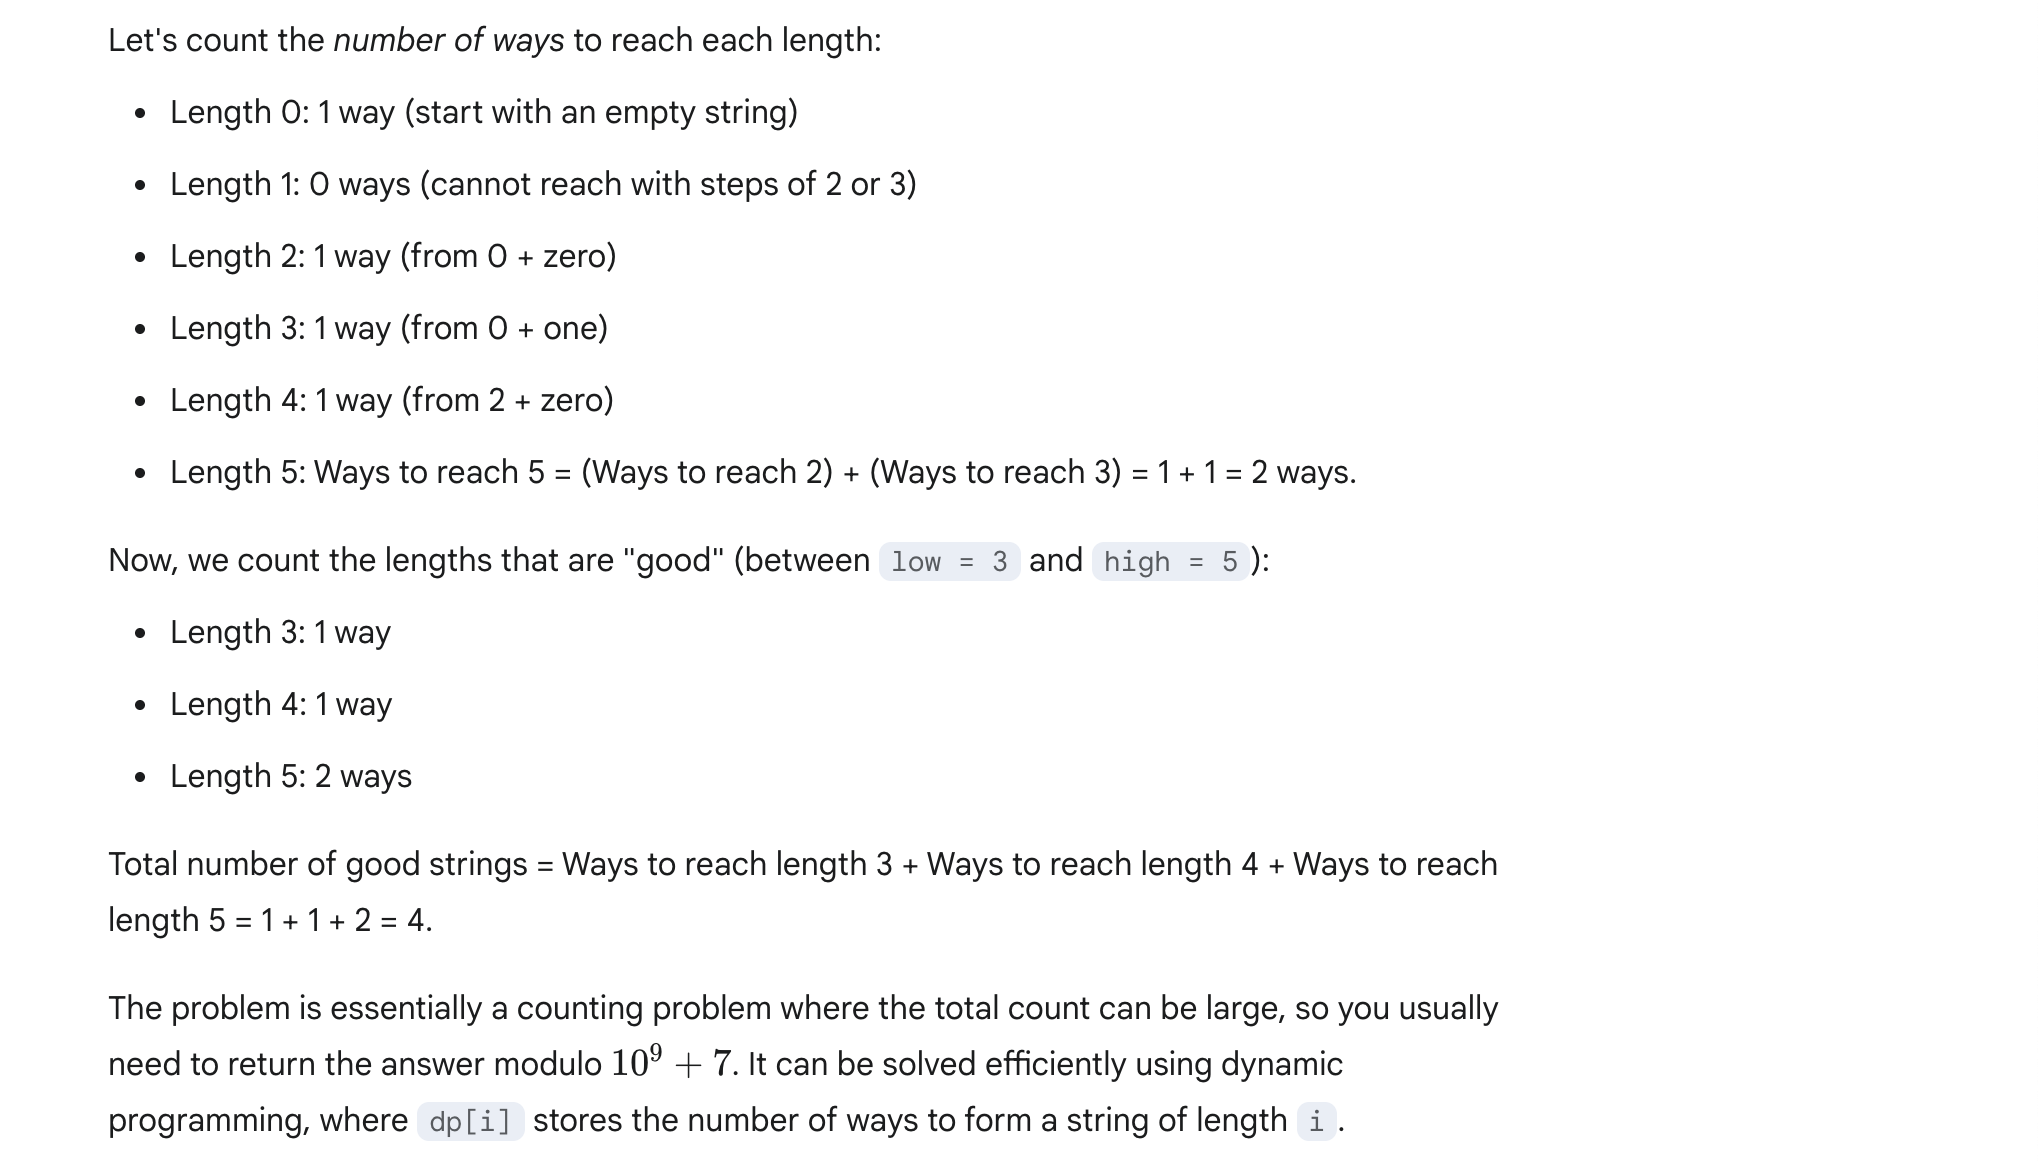 Let's count the number of ways to reach each length:
• Length 0: 1 way (start with an empty string)
• Length 1: 0 ways (cannot reach with steps of 2 or 3)
• Length 2: 1 way (from 0 + zero)
• Length 3: 1 way (from 0 + one)
• Length 4: 1 way (from 2 + zero)
• Length 5: Ways to reach 5 = (Ways to reach 2) + (Ways to reach 3) = 1 + 1 = 2 ways.
Now, we count the lengths that are "good" (between low = 3 and high = 5):
• Length 3: 1 way
• Length 4: 1 way
• Length 5: 2 ways
Total number of good strings = Ways to reach length 3 + Ways to reach length 4 + Ways to reach
length 5 = 1 + 1 + 2 = 4.
The problem is essentially a counting problem where the total count can be large, so you usually
need to return the answer modulo 10⁹ + 7. It can be solved efficiently using dynamic
programming, where dp[i] stores the number of ways to form a string of length i.